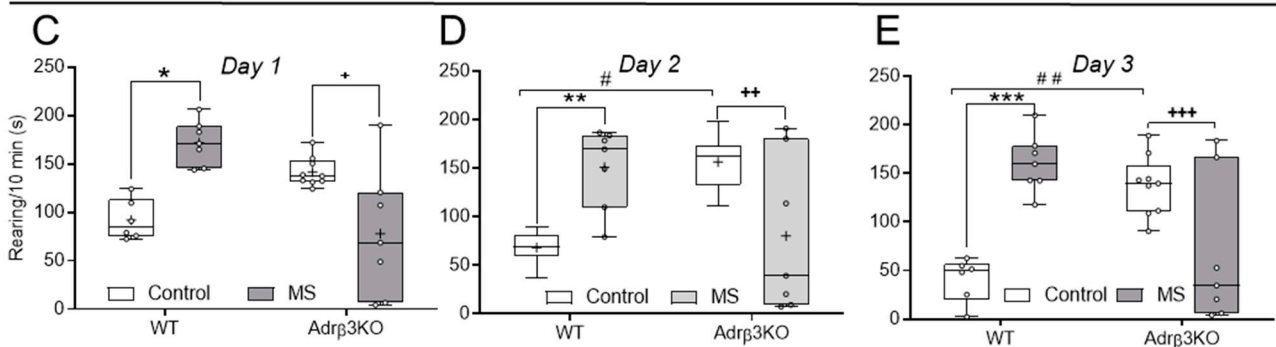 C
Day 1
Rearing/10 min (s)
250
200
150
100
50
0
*
+
Control
MS
WT
Adrβ3KO
D
Day 2
250
200
150
100
50
0
#
**
++
Control
MS
WT
Adrβ3KO
E
Day 3
250
200
150
100
50
0
##
***
+++
Control
MS
WT
Adrβ3KO